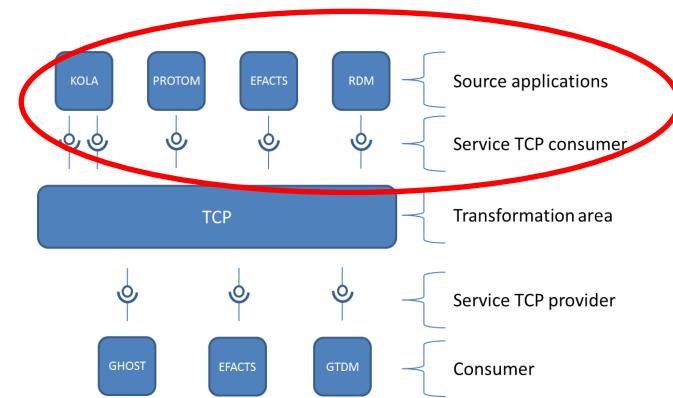 KOLA PROTOM EFACTS RDM Source applications
Service TCP consumer
TCP Transformation area
Service TCP provider
GHOST EFACTS GTDM Consumer